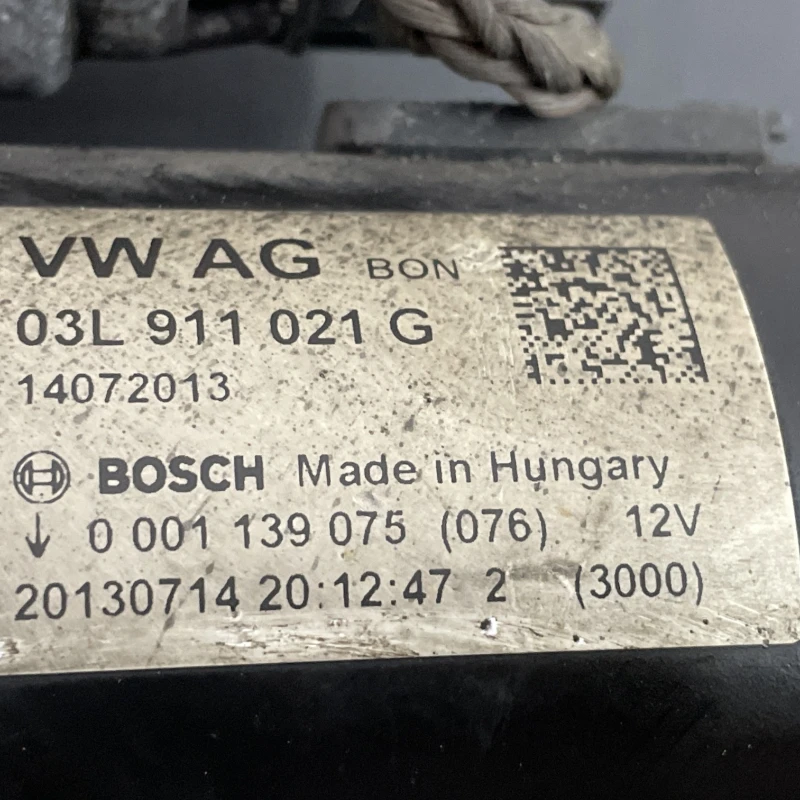 VW AG BON
03L 911 021 G
14072013
BOSCH Made in Hungary
↓ 0 001 139 075 (076) 12V
20130714 20:12:47 2 (3000)